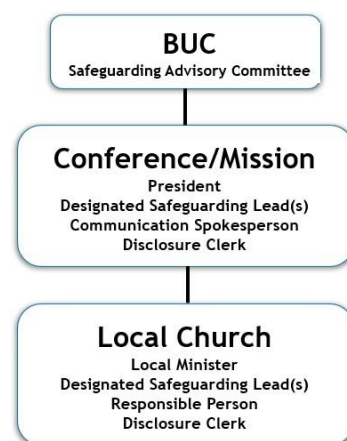 BUC
Safeguarding Advisory Committee
Conference/Mission
President
Designated Safeguarding Lead(s)
Communication Spokesperson
Disclosure Clerk
Local Church
Local Minister
Designated Safeguarding Lead(s)
Responsible Person
Disclosure Clerk